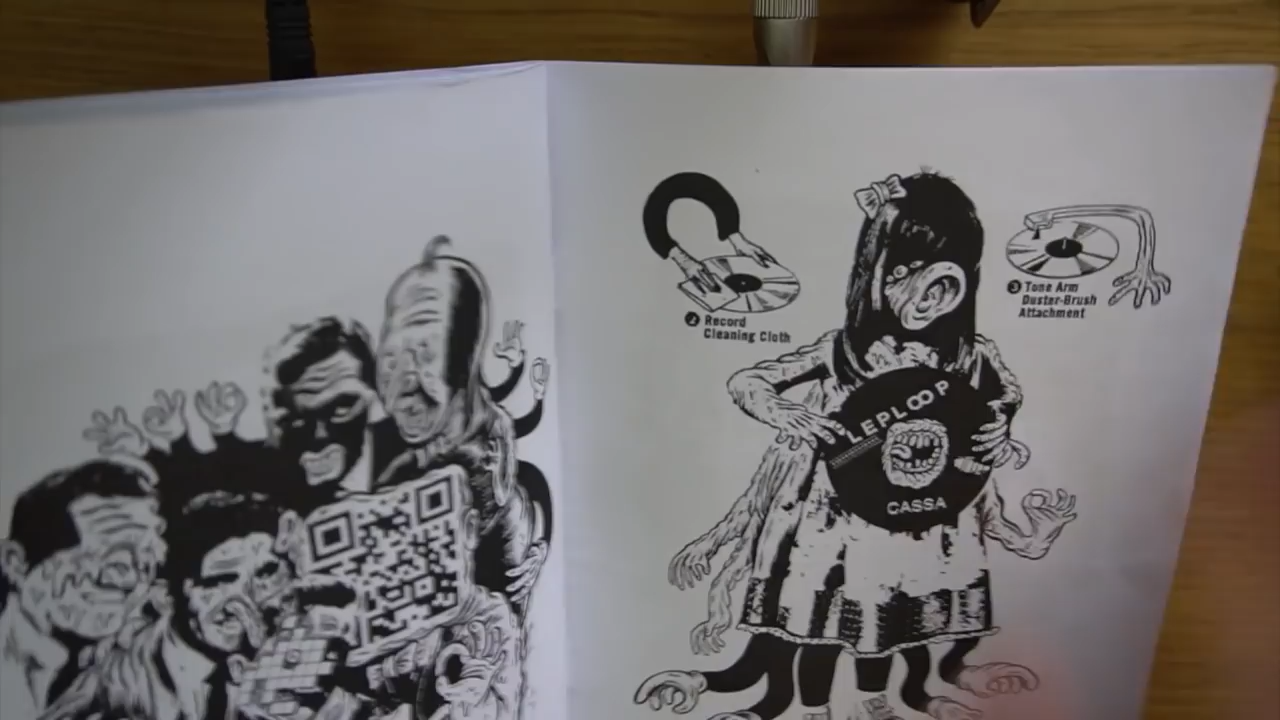 2 Record
Cleaning Cloth
3 Tone Arm
Duster-Brush
Attachment
LEPLOOP
CASSA